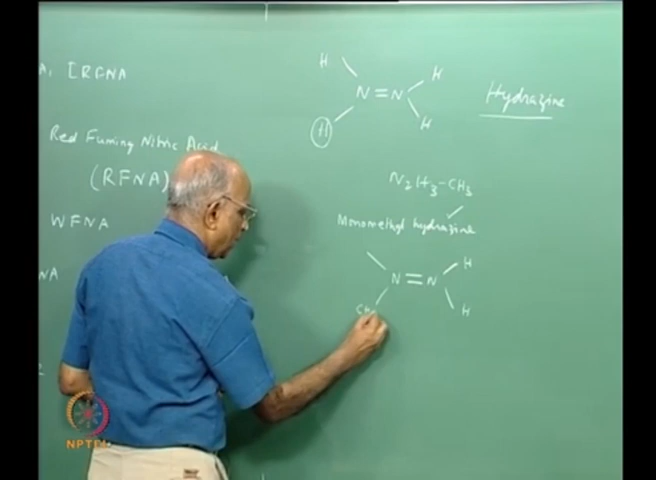 A, IRFNA
Red Fuming Nitric Acid
(RFNA)
WFNA
NA
H
N = N
H
H
H
Hydrazine
N2H3-CH3
Monomethyl hydrazine
N = N
H
CH
H
NPTEL